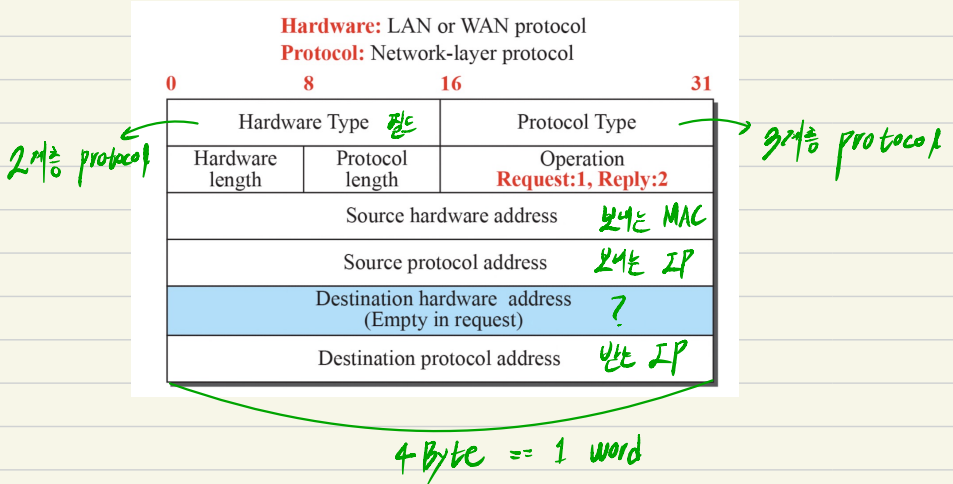 Hardware: LAN or WAN protocol
Protocol: Network-layer protocol
0 8 16 31
Hardware Type 필드 Protocol Type
2계층 protocol
3계층 protocol
Hardware length
Protocol length
Operation
Request:1, Reply:2
Source hardware address 보내는 MAC
Source protocol address 보내는 IP
Destination hardware address ?
(Empty in request)
Destination protocol address 받는 IP
4 Byte == 1 word